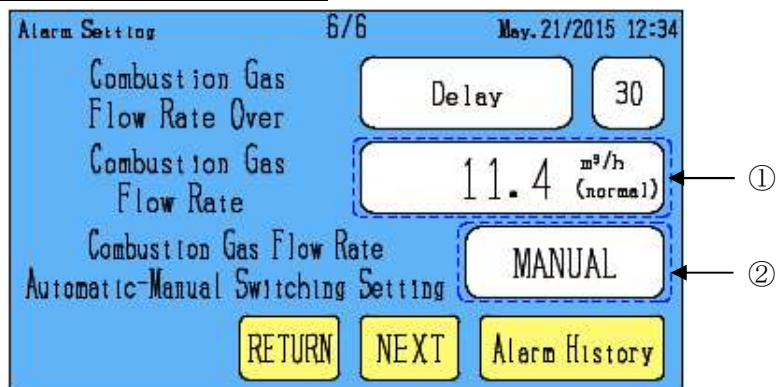 Alarm Setting 6/6 May.21/2015 12:34
Combustion Gas
Flow Rate Over
Delay 30
Combustion Gas
Flow Rate
11.4 m³/h
(normal)
①
Combustion Gas Flow Rate
Automatic-Manual Switching Setting
MANUAL
②
RETURN NEXT Alarm History